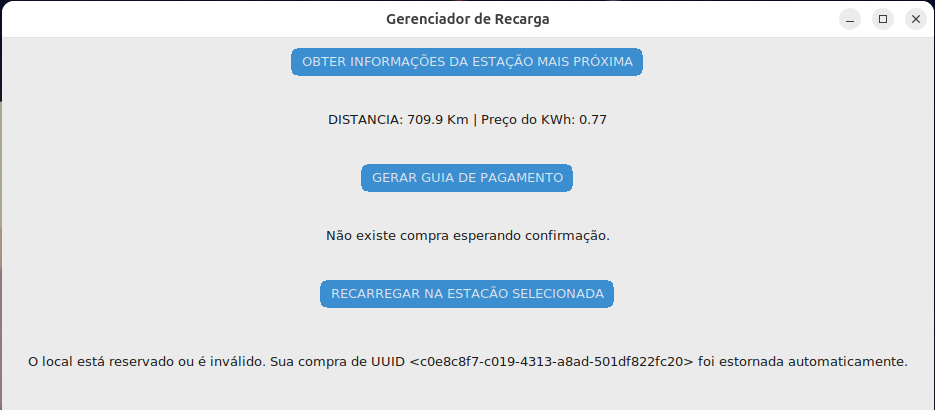 Gerenciador de Recarga
OBTER INFORMAÇÕES DA ESTAÇÃO MAIS PRÓXIMA
DISTANCIA: 709.9 Km | Preço do KWh: 0.77
GERAR GUIA DE PAGAMENTO
Não existe compra esperando confirmação.
RECARREGAR NA ESTACÃO SELECIONADA
O local está reservado ou é inválido. Sua compra de UUID <c0e8c8f7-c019-4313-a8ad-501df822fc20> foi estornada automaticamente.